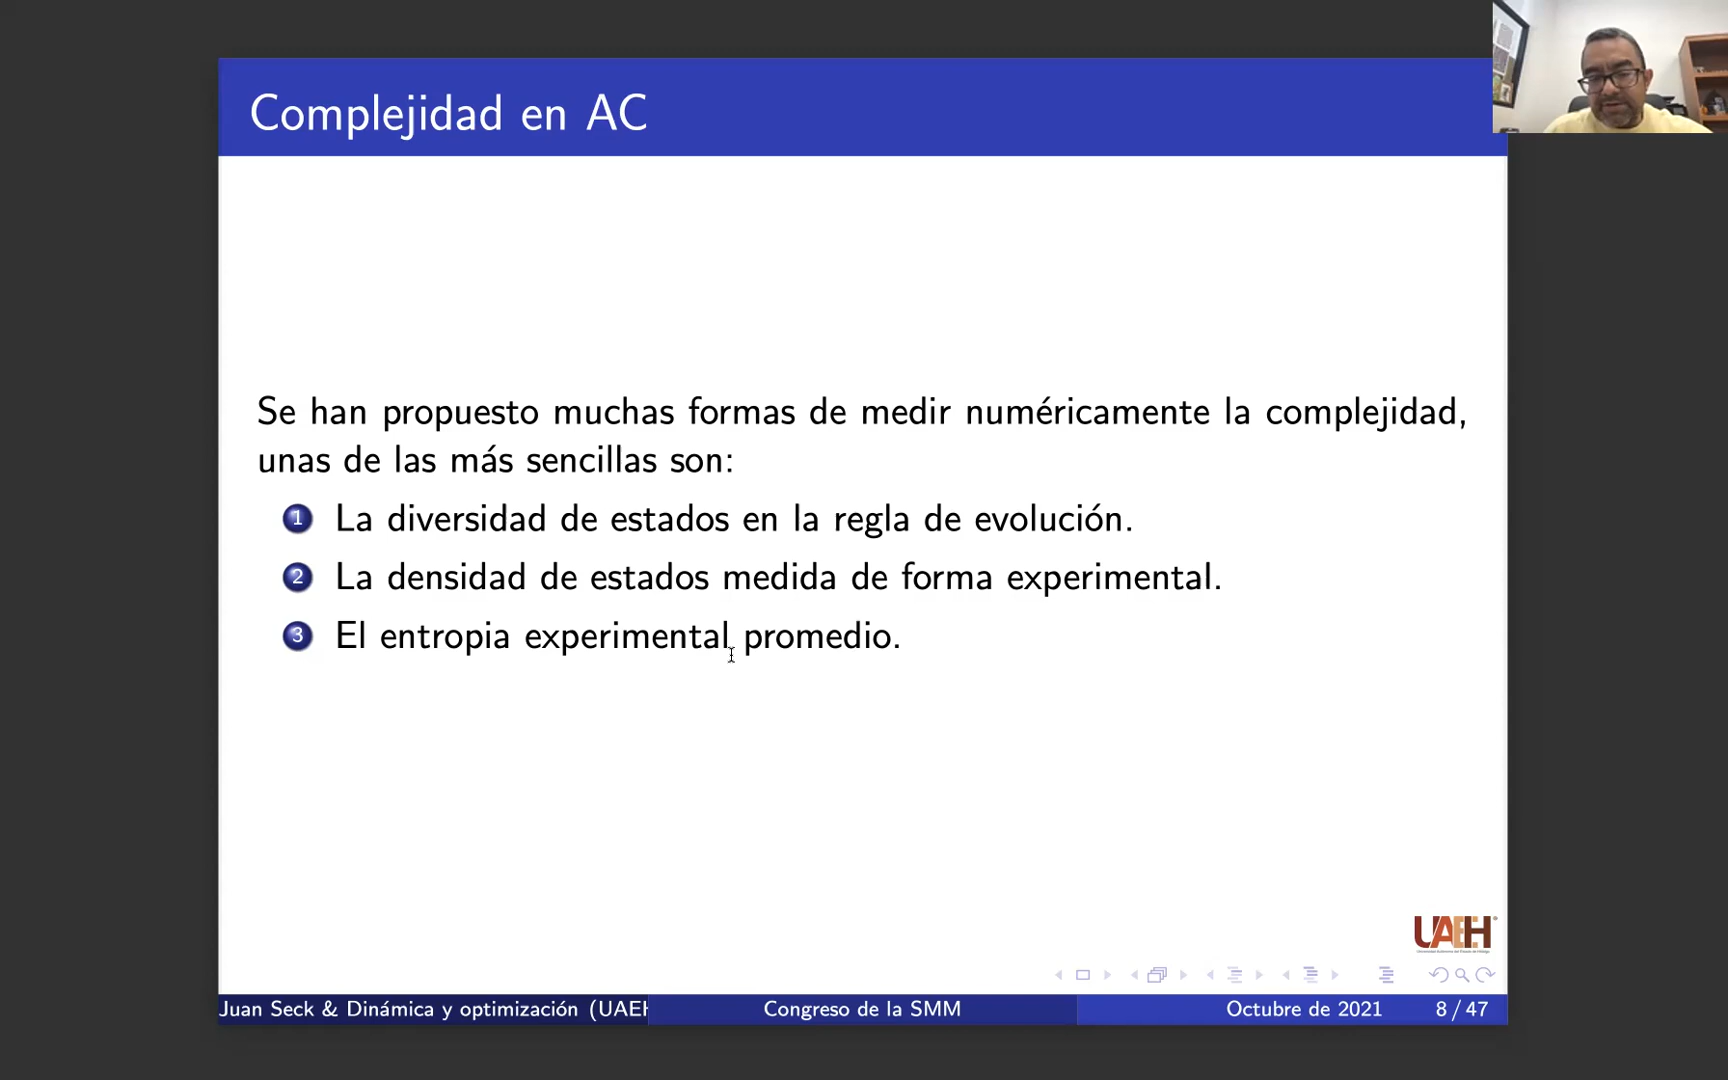 Complejidad en AC
Se han propuesto muchas formas de medir numéricamente la complejidad,
unas de las más sencillas son:
1 La diversidad de estados en la regla de evolución.
2 La densidad de estados medida de forma experimental.
3 El entropia experimental promedio.
UAEH
Juan Seck & Dinámica y optimización (UAEH
Congreso de la SMM
Octubre de 2021
8 / 47